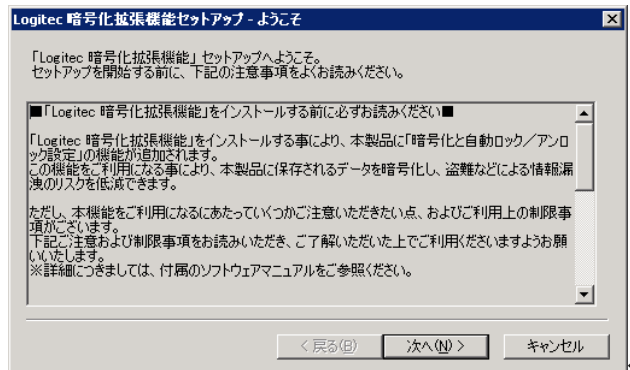 Logitec 暗号化拡張機能セットアップ - ようこそ
「Logitec 暗号化拡張機能」 セットアップへようこそ。
セットアップを開始する前に、下記の注意事項をよくお読みください。
■「Logitec 暗号化拡張機能」をインストールする前に必ずお読みください■
「Logitec 暗号化拡張機能」をインストールする事により、本製品に「暗号化と自動ロック／アンロ
ック設定」の機能が追加されます。
この機能をご利用になる事により、本製品に保存されるデータを暗号化し、盗難などによる情報漏
洩のリスクを低減できます。
ただし、本機能をご利用になるにあたっていくつかご注意いただきたい点、およびご利用上の制限事
項がございます。
下記ご注意および制限事項をお読みいただき、ご了解いただいた上でご利用くださいますようお願
いいたします。
※詳細につきましては、付属のソフトウェアマニュアルをご参照ください。
< 戻る(B)
次へ(N) >
キャンセル